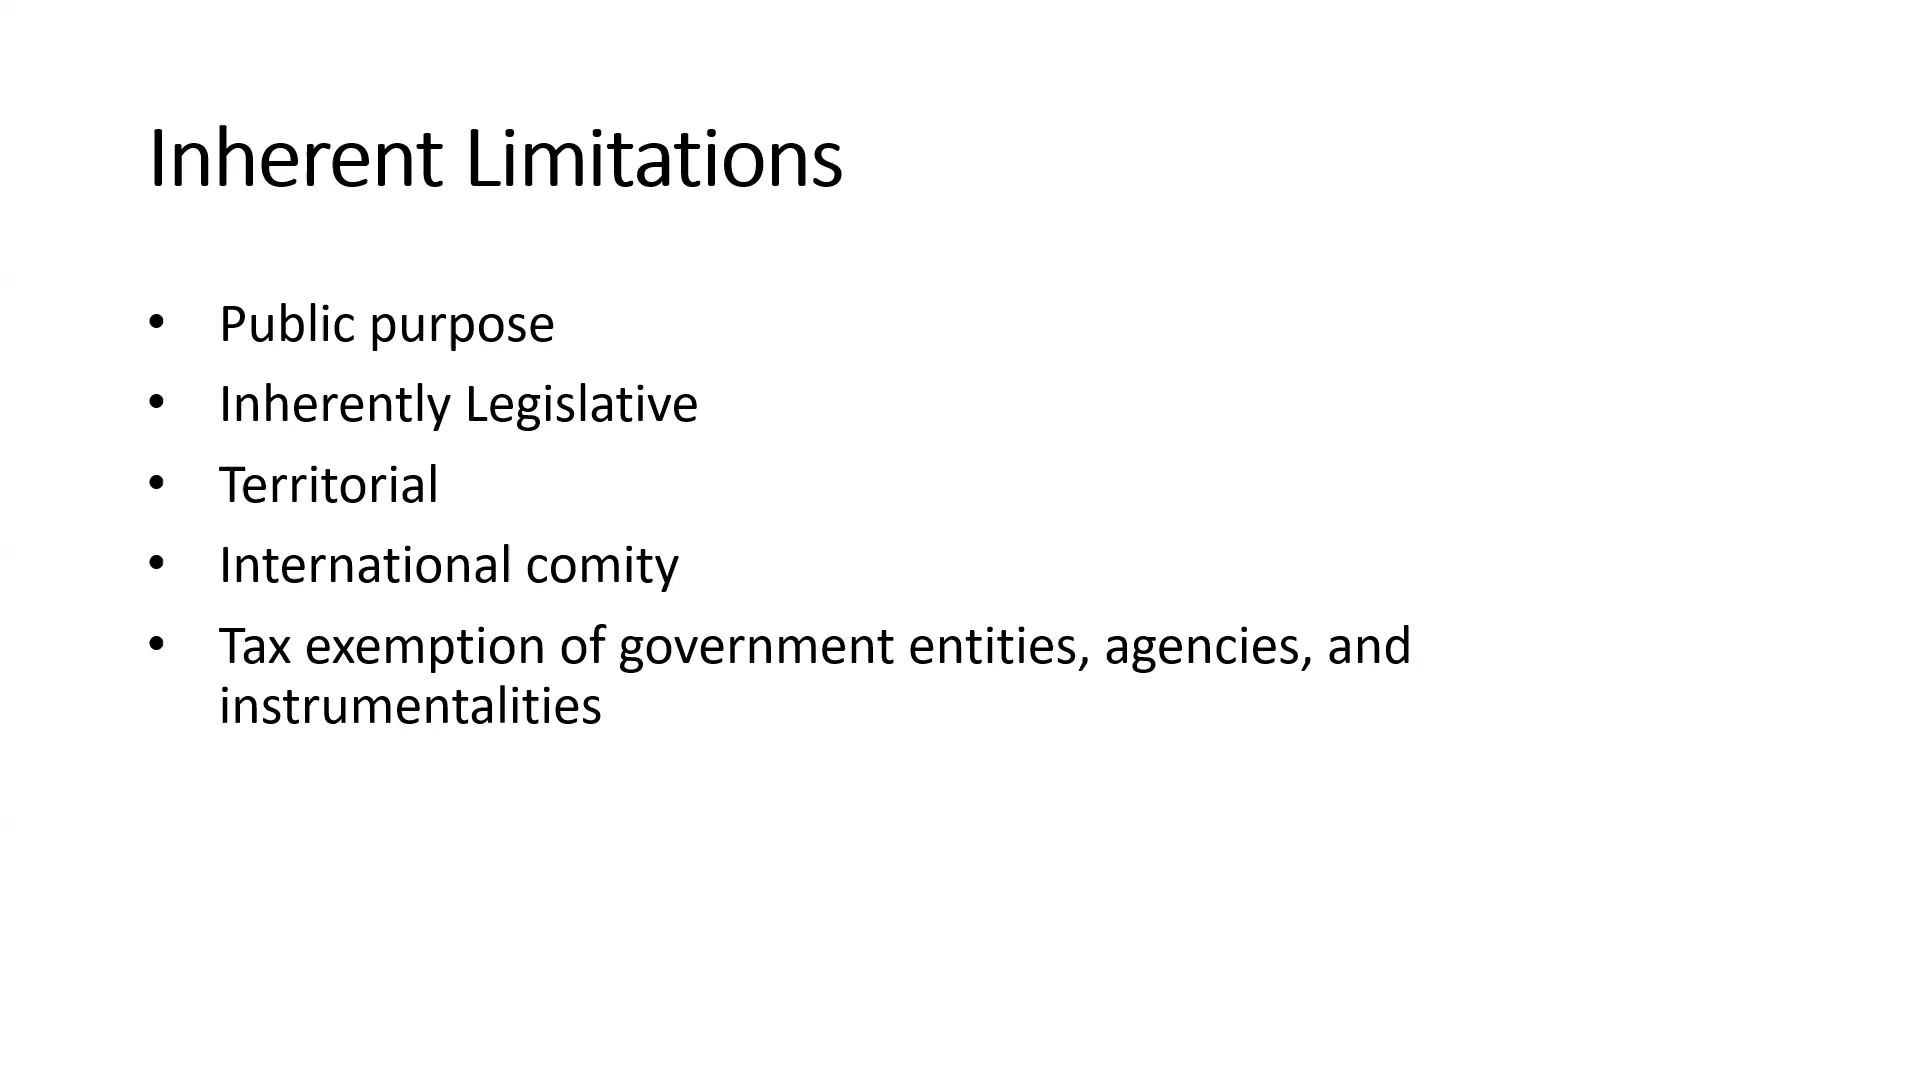 Inherent Limitations
• Public purpose
• Inherently Legislative
• Territorial
• International comity
• Tax exemption of government entities, agencies, and
instrumentalities